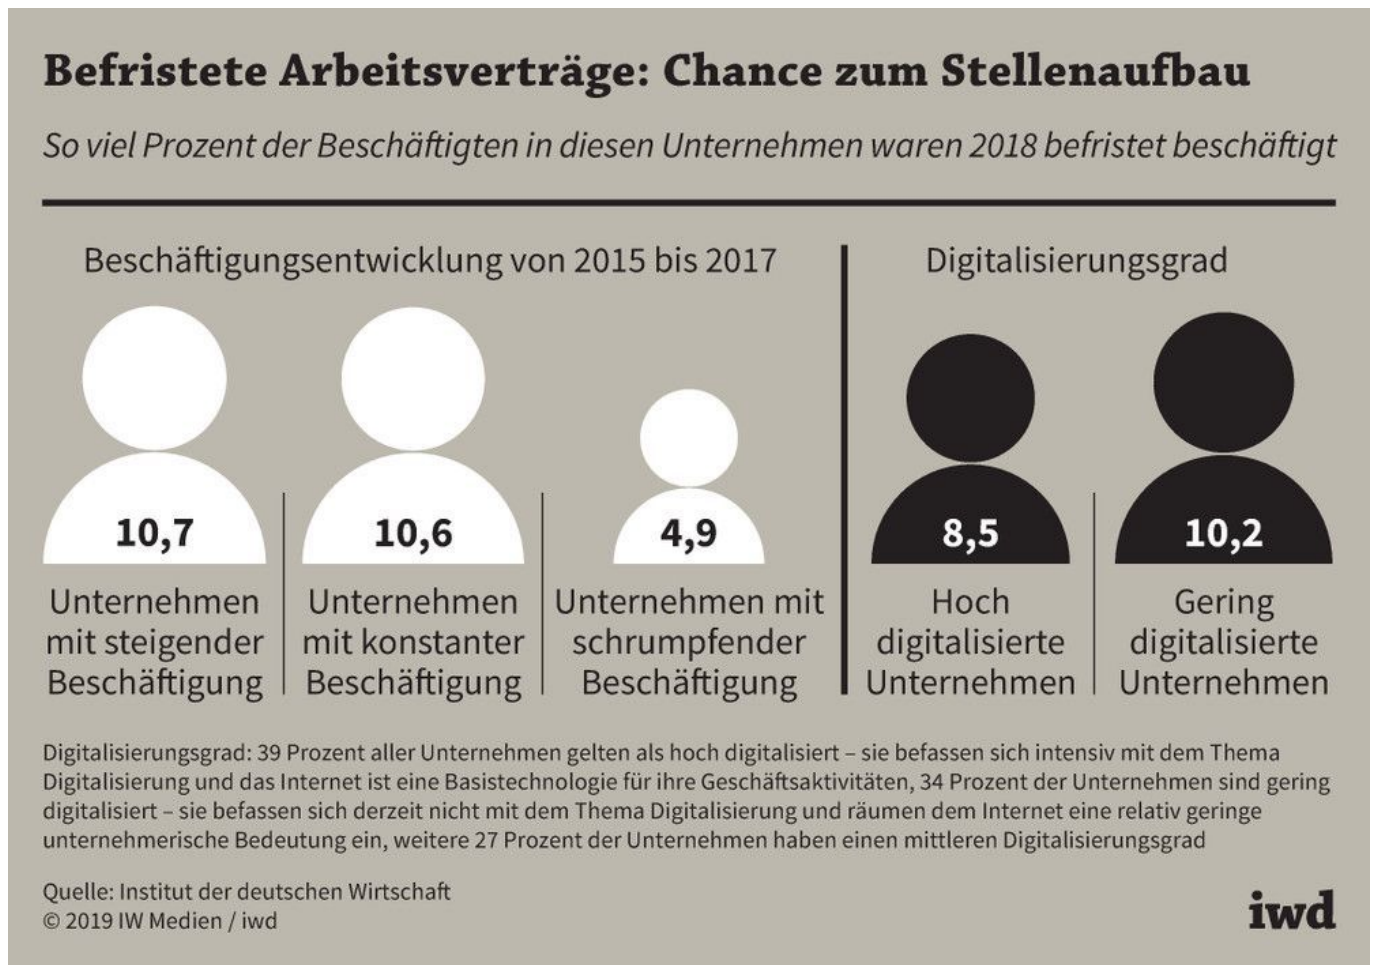 Befristete Arbeitsverträge: Chance zum Stellenaufbau
So viel Prozent der Beschäftigten in diesen Unternehmen waren 2018 befristet beschäftigt
Beschäftigungsentwicklung von 2015 bis 2017
10,7
Unternehmen
mit steigender
Beschäftigung
10,6
Unternehmen
mit konstanter
Beschäftigung
4,9
Unternehmen mit
schrumpfender
Beschäftigung
Digitalisierungsgrad
8,5
Hoch
digitalisierte
Unternehmen
10,2
Gering
digitalisierte
Unternehmen
Digitalisierungsgrad: 39 Prozent aller Unternehmen gelten als hoch digitalisiert – sie befassen sich intensiv mit dem Thema
Digitalisierung und das Internet ist eine Basistechnologie für ihre Geschäftsaktivitäten, 34 Prozent der Unternehmen sind gering
digitalisiert – sie befassen sich derzeit nicht mit dem Thema Digitalisierung und räumen dem Internet eine relativ geringe
unternehmerische Bedeutung ein, weitere 27 Prozent der Unternehmen haben einen mittleren Digitalisierungsgrad
Quelle: Institut der deutschen Wirtschaft
© 2019 IW Medien / iwd
iwd